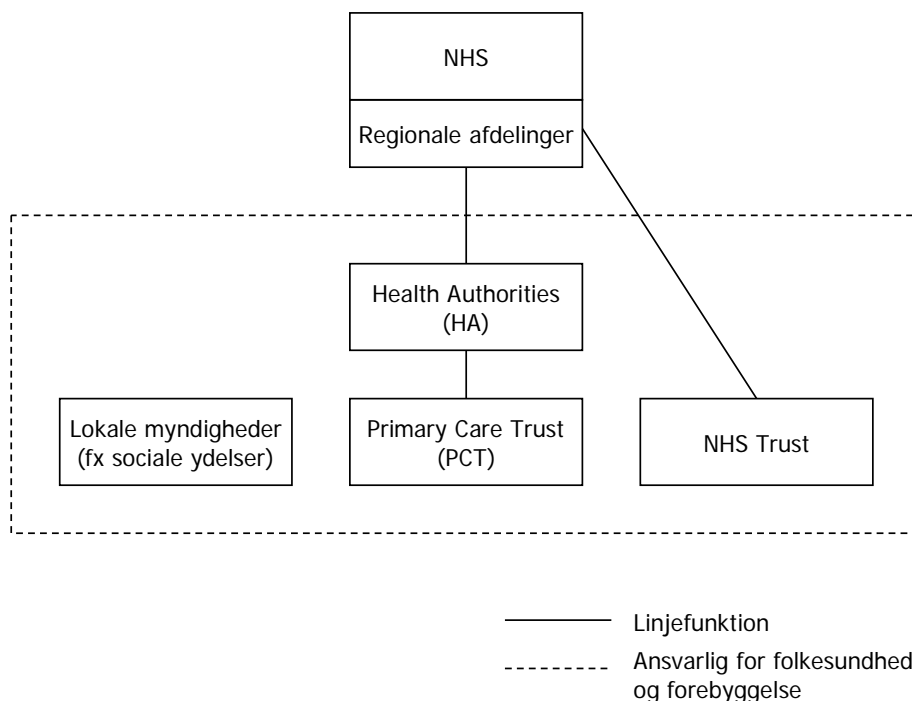 NHS
Regionale afdelinger
Health Authorities
(HA)
Lokale myndigheder
(fx sociale ydelser)
Primary Care Trust
(PCT)
NHS Trust
Linjefunktion
Ansvarlig for folkesundhed
og forebyggelse